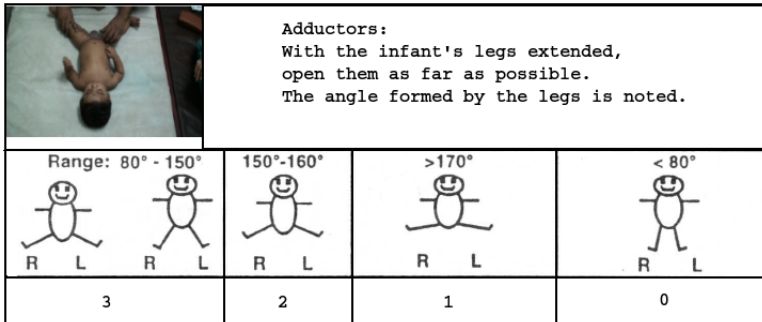 Adductors:
With the infant's legs extended,
open them as far as possible.
The angle formed by the legs is noted.
Range: 80° - 150° 150°-160° >170° < 80°
R L R L R L R L R L
3 2 1 0